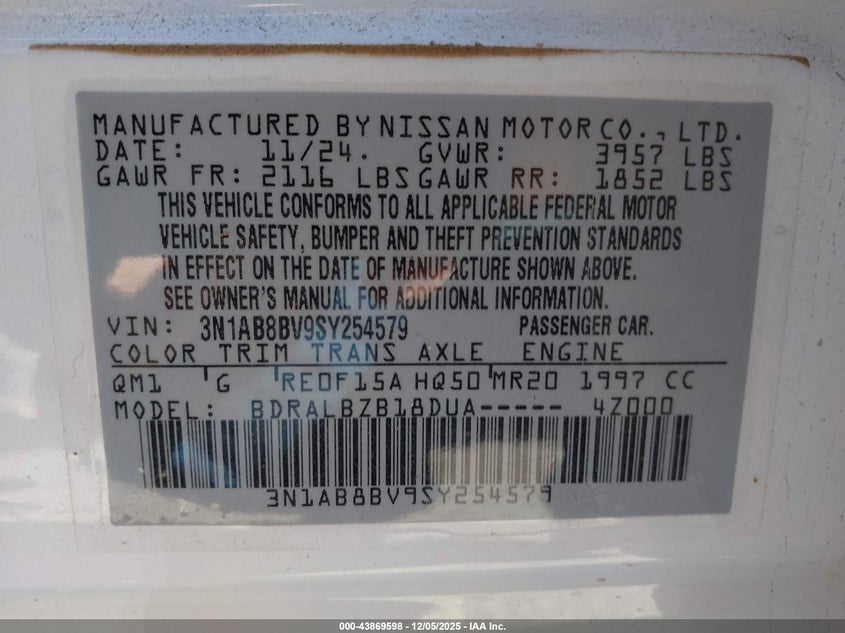 MANUFACTURED BY NISSAN MOTOR CO., LTD.
DATE: 11/24. GVWR: 3957 LBS
GAWR FR: 2116 LBS GAWR RR: 1852 LBS
THIS VEHICLE CONFORMS TO ALL APPLICABLE FEDERAL MOTOR
VEHICLE SAFETY, BUMPER AND THEFT PREVENTION STANDARDS
IN EFFECT ON THE DATE OF MANUFACTURE SHOWN ABOVE.
SEE OWNER'S MANUAL FOR ADDITIONAL INFORMATION.
VIN: 3N1AB8BV9SY254579 PASSENGER CAR.
COLOR TRIM TRANS AXLE ENGINE
QM1 G RE0F15A HQ50 MR20 1997 CC
MODEL: BDRALBZB18DUA----- 4Z000
3N1AB8BV9SY254579
000-43869598 - 12/05/2025 - IAA Inc.